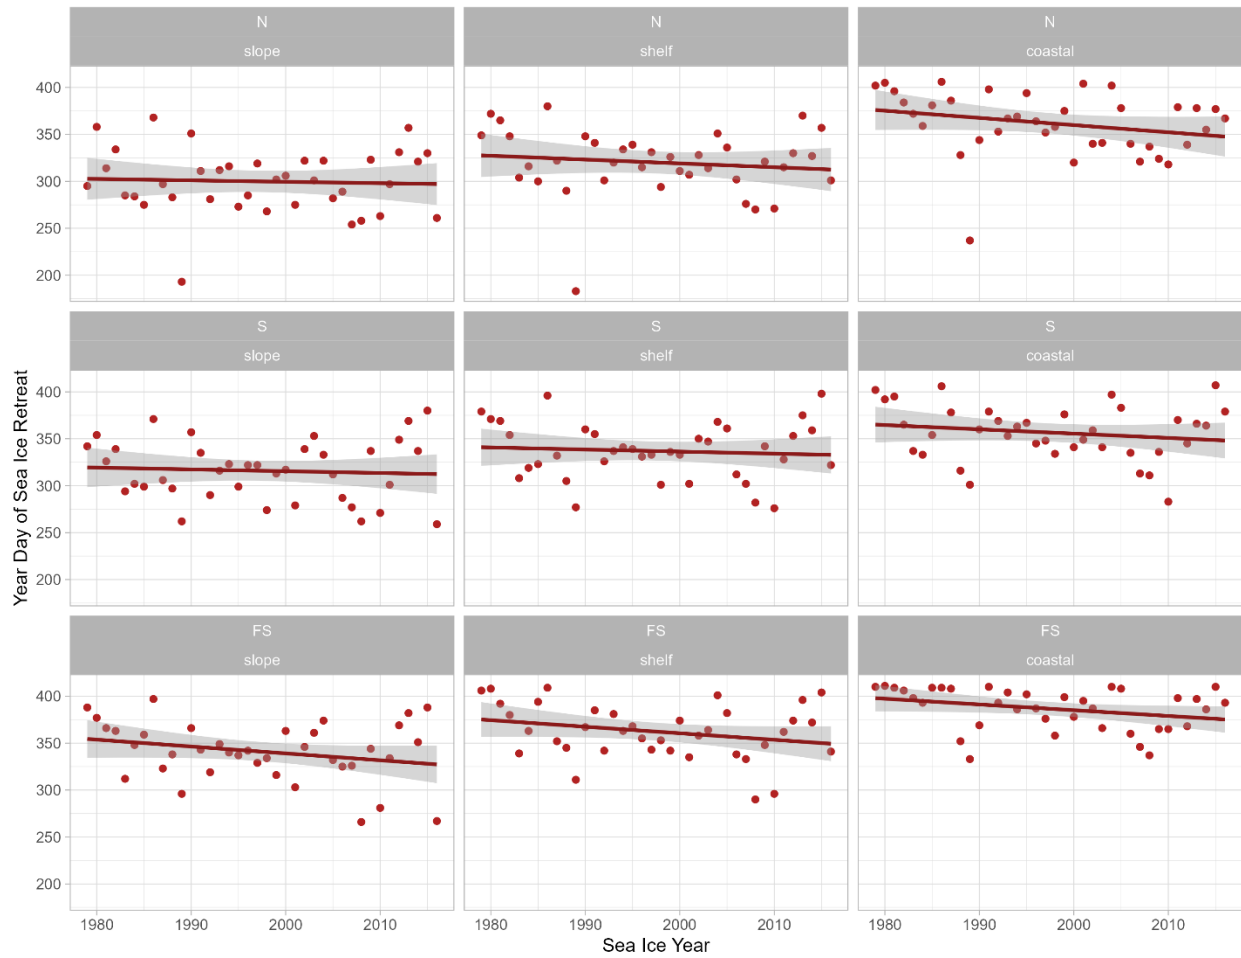 N N N
slope shelf coastal
400
350
300
250
200
S S S
slope shelf coastal
400
350
300
250
200
Year Day of Sea Ice Retreat
FS FS FS
slope shelf coastal
400
350
300
250
200
1980 1990 2000 2010 1980 1990 2000 2010 1980 1990 2000 2010
Sea Ice Year